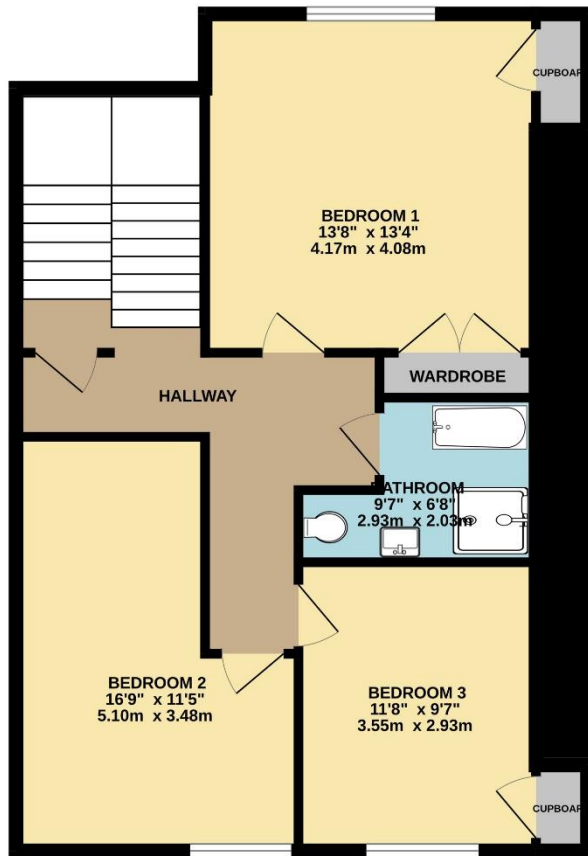 CUPBOAR
BEDROOM 1
13'8" x 13'4"
4.17m x 4.08m
WARDROBE
HALLWAY
BATHROOM
9'7" x 6'8"
2.93m x 2.03m
BEDROOM 2
16'9" x 11'5"
5.10m x 3.48m
BEDROOM 3
11'8" x 9'7"
3.55m x 2.93m
CUPBOAR